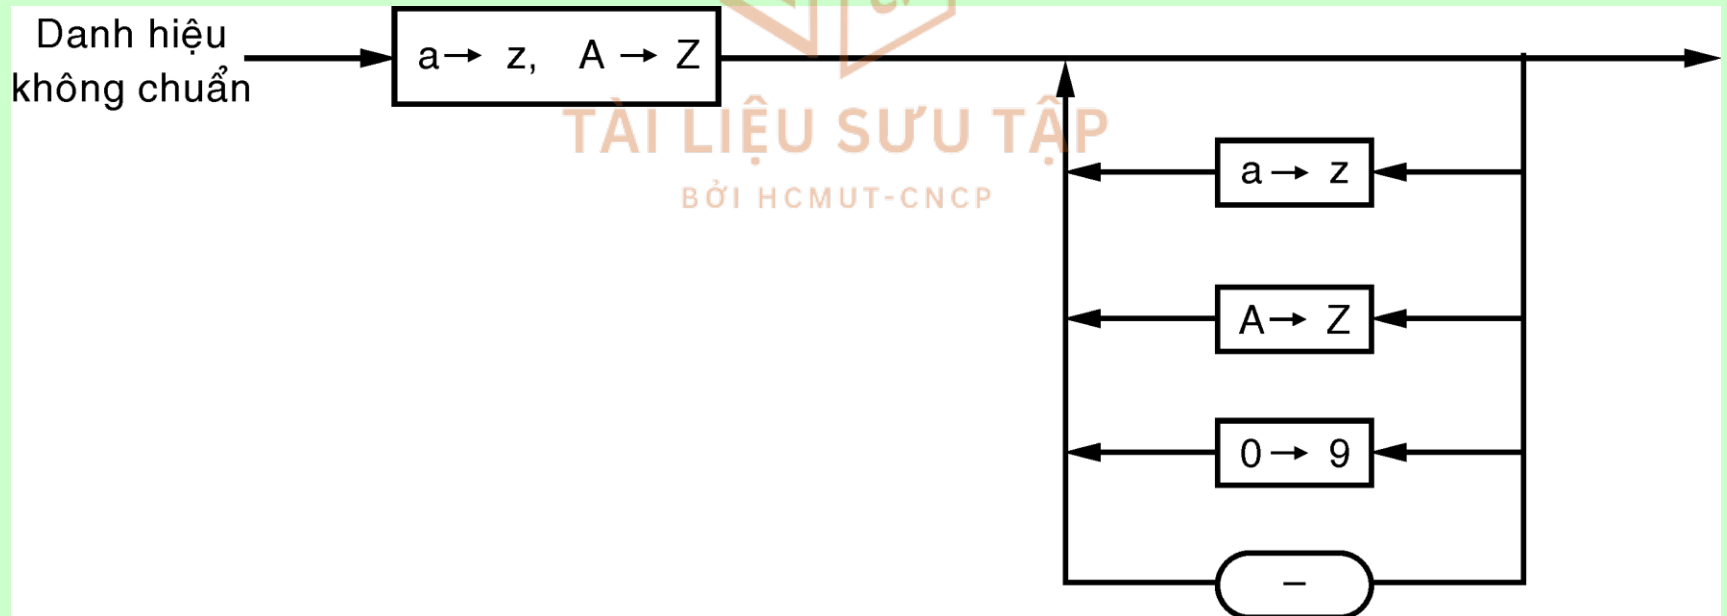 Danh hiệu
không chuẩn
a→ z, A → Z
TÀI LIỆU SƯU TẬP
BỞI HCMUT-CNCP
a→ z
A→ Z
0→ 9
–